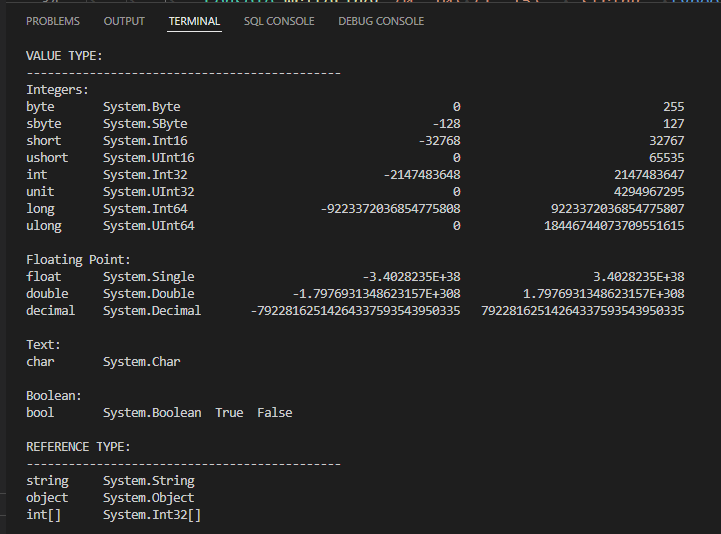 PROBLEMS OUTPUT TERMINAL SQL CONSOLE DEBUG CONSOLE
VALUE TYPE:
---------------------------------------------
Integers:
byte System.Byte 0 255
sbyte System.SByte -128 127
short System.Int16 -32768 32767
ushort System.UInt16 0 65535
int System.Int32 -2147483648 2147483647
unit System.UInt32 0 4294967295
long System.Int64 -9223372036854775808 9223372036854775807
ulong System.UInt64 0 18446744073709551615
Floating Point:
float System.Single -3.4028235E+38 3.4028235E+38
double System.Double -1.7976931348623157E+308 1.7976931348623157E+308
decimal System.Decimal -79228162514264337593543950335 79228162514264337593543950335
Text:
char System.Char
Boolean:
bool System.Boolean True False
REFERENCE TYPE:
---------------------------------------------
string System.String
object System.Object
int[] System.Int32[]